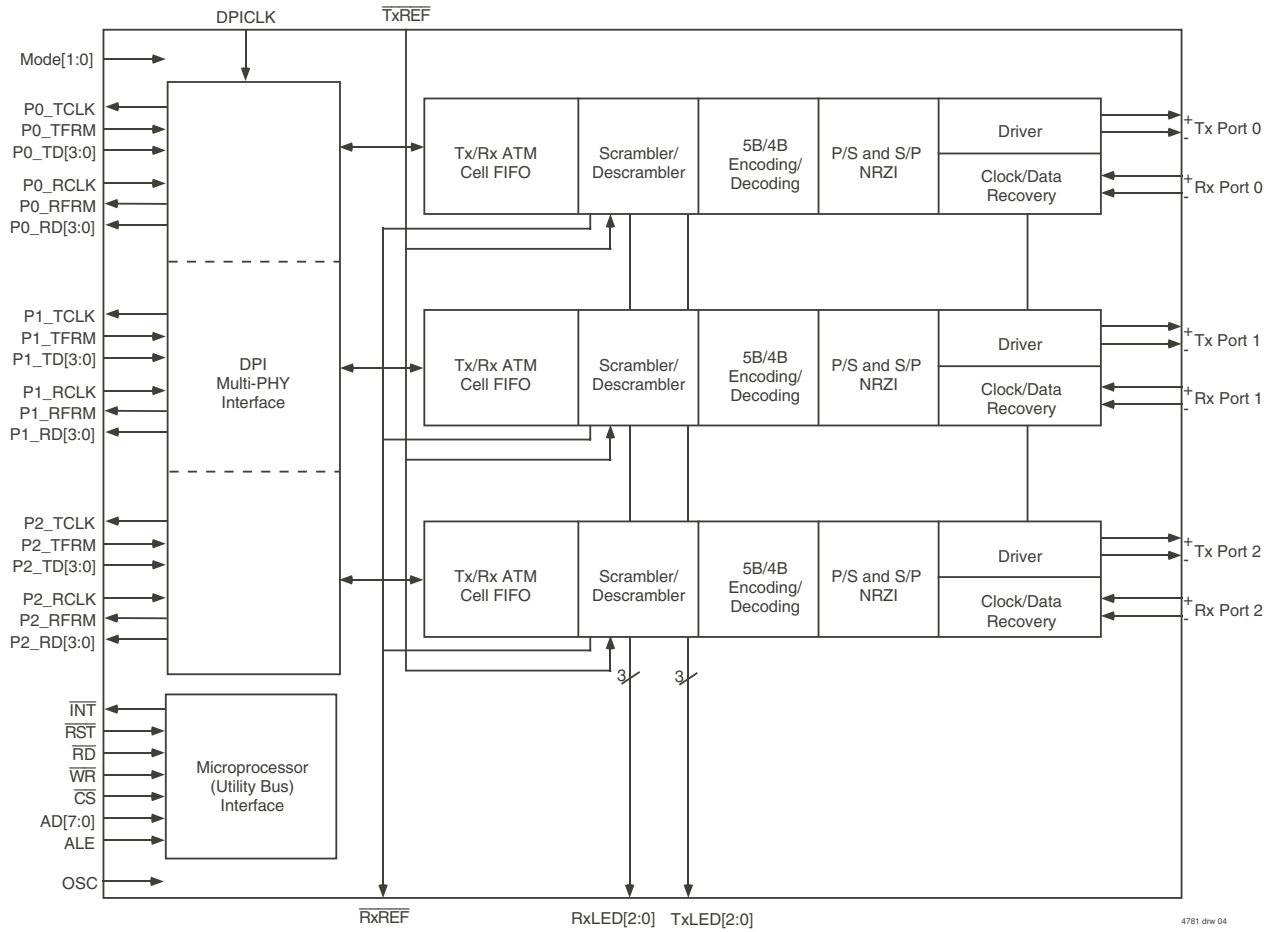 DPICLK
TxREF
Mode[1:0]
P0_TCLK
P0_TFRM
P0_TD[3:0]
P0_RCLK
P0_RFRM
P0_RD[3:0]
Tx/Rx ATM
Cell FIFO
Scrambler/
Descrambler
5B/4B
Encoding/
Decoding
P/S and S/P
NRZI
Driver
Clock/Data
Recovery
+
-
Tx Port 0
+
-
Rx Port 0
P1_TCLK
P1_TFRM
P1_TD[3:0]
P1_RCLK
P1_RFRM
P1_RD[3:0]
DPI
Multi-PHY
Interface
Tx/Rx ATM
Cell FIFO
Scrambler/
Descrambler
5B/4B
Encoding/
Decoding
P/S and S/P
NRZI
Driver
Clock/Data
Recovery
+
-
Tx Port 1
+
-
Rx Port 1
P2_TCLK
P2_TFRM
P2_TD[3:0]
P2_RCLK
P2_RFRM
P2_RD[3:0]
Tx/Rx ATM
Cell FIFO
Scrambler/
Descrambler
5B/4B
Encoding/
Decoding
P/S and S/P
NRZI
Driver
Clock/Data
Recovery
+
-
Tx Port 2
+
-
Rx Port 2
3
3
INT
RST
RD
WR
CS
AD[7:0]
ALE
OSC
Microprocessor
(Utility Bus)
Interface
RxREF
RxLED[2:0]
TxLED[2:0]
4781 drw 04